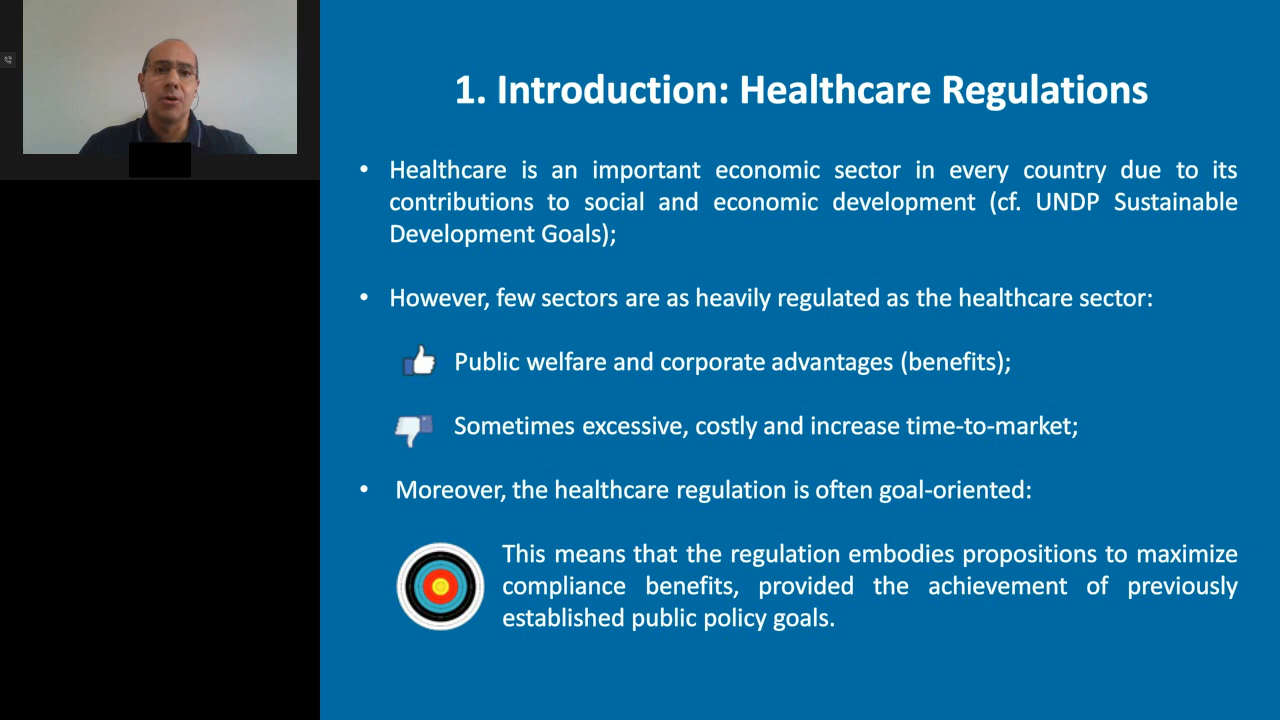 1. Introduction: Healthcare Regulations
• Healthcare is an important economic sector in every country due to its
contributions to social and economic development (cf. UNDP Sustainable
Development Goals);
• However, few sectors are as heavily regulated as the healthcare sector:
Public welfare and corporate advantages (benefits);
Sometimes excessive, costly and increase time-to-market;
• Moreover, the healthcare regulation is often goal-oriented:
This means that the regulation embodies propositions to maximize
compliance benefits, provided the achievement of previously
established public policy goals.